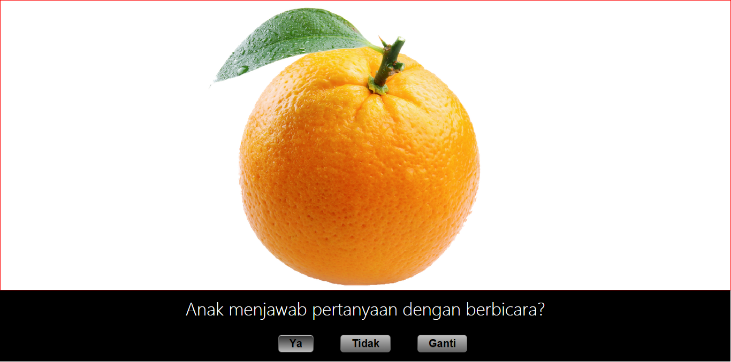 Anak menjawab pertanyaan dengan berbicara?
Ya Tidak Ganti